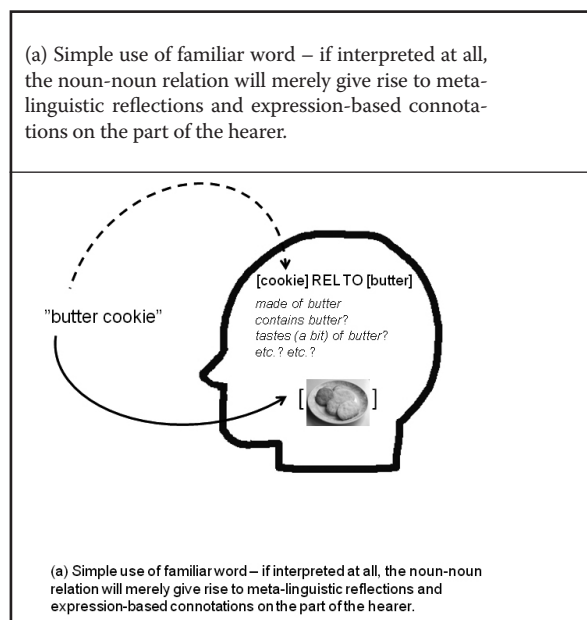 (a) Simple use of familiar word – if interpreted at all,
the noun-noun relation will merely give rise to meta-
linguistic reflections and expression-based connota-
tions on the part of the hearer.
[cookie] REL TO [butter]
made of butter
contains butter?
tastes (a bit) of butter?
etc.? etc.?
"butter cookie"
[ ]
(a) Simple use of familiar word – if interpreted at all, the noun-noun
relation will merely give rise to meta-linguistic reflections and
expression-based connotations on the part of the hearer.